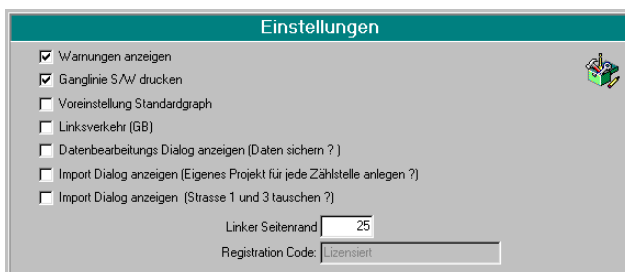 Einstellungen
Warnungen anzeigen
Ganglinie S/W drucken
Voreinstellung Standardgraph
Linksverkehr (GB)
Datenbearbeitungs Dialog anzeigen (Daten sichern ? )
Import Dialog anzeigen (Eigenes Projekt für jede Zählstelle anlegen ?)
Import Dialog anzeigen  (Strasse 1 und 3 tauschen ?)
Linker Seitenrand 25
Registration Code: Lizensiert